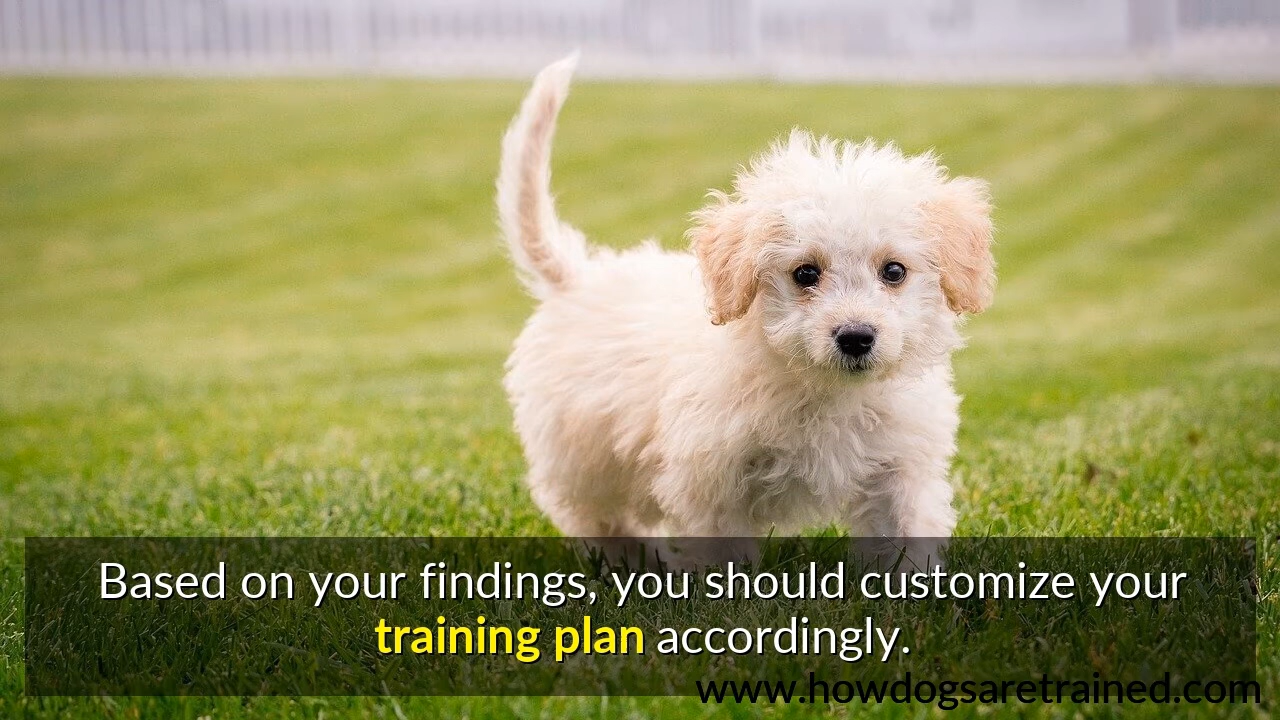 Based on your findings, you should customize your
training plan accordingly.
www.howdogsaretrained.com